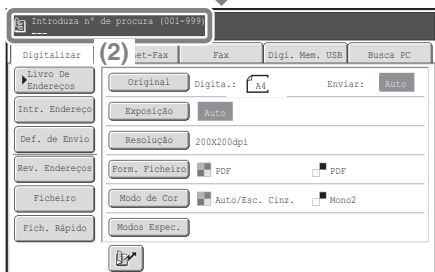 Introduza nº de procura (001-999)
---
Digitalizar (2) net-Fax Fax Digi. Mem. USB Busca PC
Livro De
Endereços
Original Digita.: A4 Enviar: Auto
Intr. Endereço
Exposição Auto
Def. de Envio
Resolução 200X200dpi
Rev. Endereços
Form. Ficheiro PDF PDF
Ficheiro
Modo de Cor Auto/Esc. Cinz. Mono2
Fich. Rápido
Modos Espec.